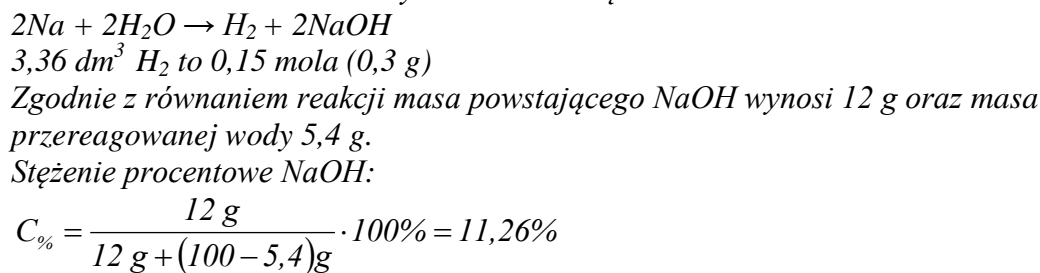 2Na + 2H₂O → H₂ + 2NaOH
3,36 dm³ H₂ to 0,15 mola (0,3 g)
Zgodnie z równaniem reakcji masa powstającego NaOH wynosi 12 g oraz masa
przereagowanej wody 5,4 g.
Stężenie procentowe NaOH:
C% = 12 g / 12 g + (100 − 5,4)g · 100% = 11,26%